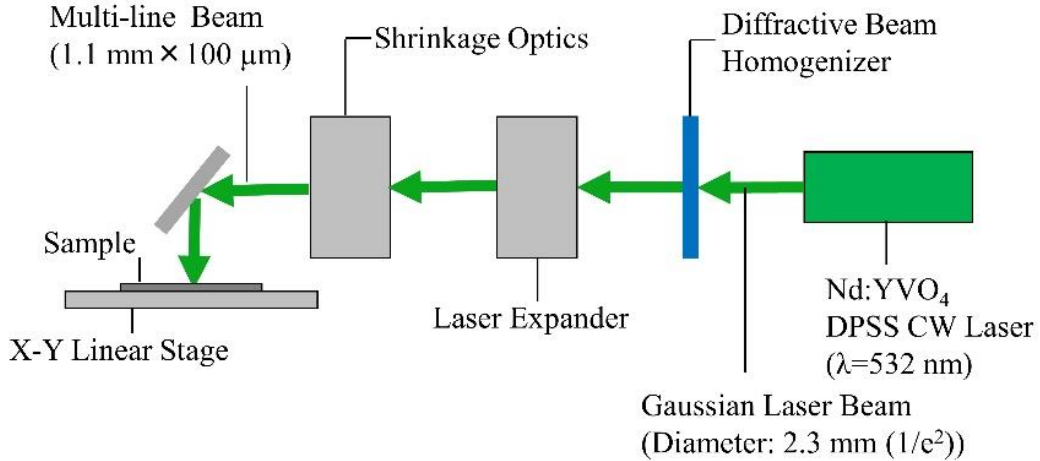 Multi-line Beam
(1.1 mm × 100 μm)
Shrinkage Optics
Diffractive Beam
Homogenizer
Sample
X-Y Linear Stage
Laser Expander
Nd:YVO₄
DPSS CW Laser
(λ=532 nm)
Gaussian Laser Beam
(Diameter: 2.3 mm (1/e²))